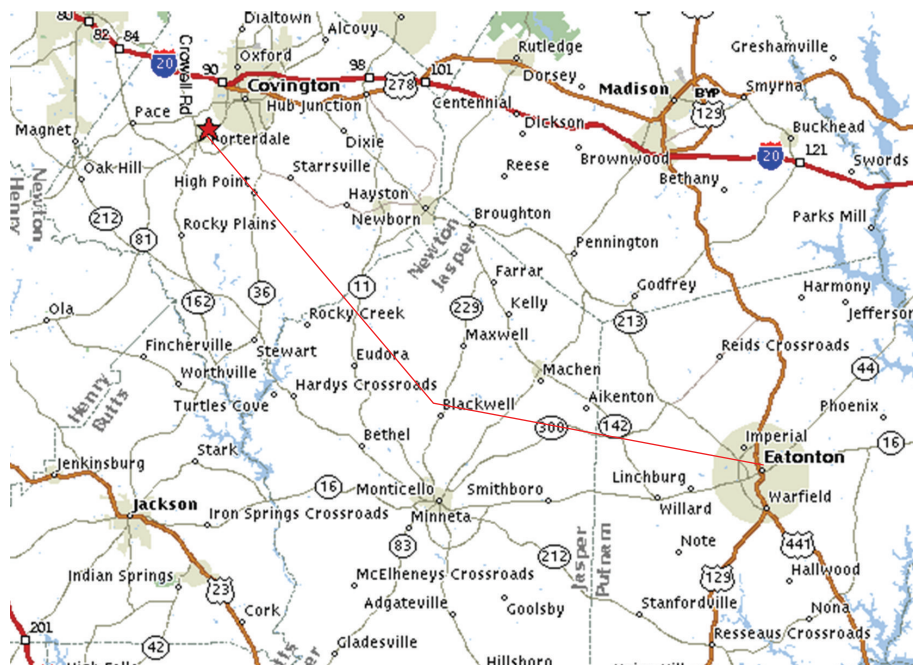 80
82
84
Dialtown
Alcovy
Oxford
20
Crowell Rd
90
Covington
98
278
101
Rutledge
Dorsey
Greshamville
Madison
BYP
129
Smyrna
Hub Junction
Centennial
Pace
Magnet
Porterdale
Dixie
Dickson
Buckhead
121
20
Brownwood
Swords
Oak Hill
Starrsville
Reese
Bethany
High Point
Newton
Henry
212
Hayston
Newborn
Broughton
Parks Mill
Rocky Plains
81
Newton
Jasper
Pennington
Farrar
Godfrey
Harmony
11
36
162
229
Kelly
213
Jefferson
Ola
Rocky Creek
Maxwell
Fincherville
Stewart
Eudora
Reids Crossroads
Machen
44
Worthville
Hardys Crossroads
Henry
Butts
Turtles Cove
Blackwell
Aikenton
Phoenix
300
142
Bethel
Imperial
16
Stark
Eatonton
Jenkinsburg
16
Monticello
Smithboro
Linchburg
Willard
Warfield
Jackson
Iron Springs Crossroads
Minneta
83
212
Jasper
Putnam
Note
441
Indian Springs
23
McElheneys Crossroads
129
Hallwood
Adgateville
Goolsby
Stanfordville
Nona
Cork
201
42
Gladesville
Resseaus Crossroads
Hillsboro